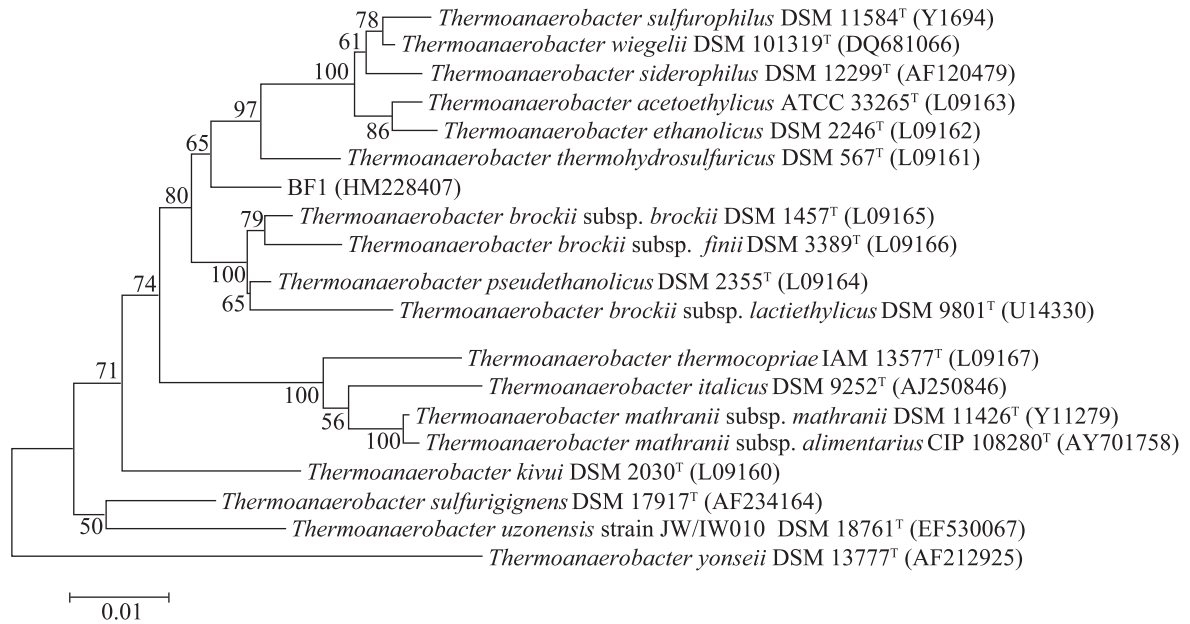 78
Thermoanaerobacter sulfurophilus DSM 11584ᵀ (Y1694)
61
Thermoanaerobacter wiegelii DSM 101319ᵀ (DQ681066)
100
Thermoanaerobacter siderophilus DSM 12299ᵀ (AF120479)
97
Thermoanaerobacter acetoethylicus ATCC 33265ᵀ (L09163)
86
Thermoanaerobacter ethanolicus DSM 2246ᵀ (L09162)
65
Thermoanaerobacter thermohydrosulfuricus DSM 567ᵀ (L09161)
80
BF1 (HM228407)
79
Thermoanaerobacter brockii subsp. brockii DSM 1457ᵀ (L09165)
Thermoanaerobacter brockii subsp. finii DSM 3389ᵀ (L09166)
100
74
Thermoanaerobacter pseudethanolicus DSM 2355ᵀ (L09164)
65
Thermoanaerobacter brockii subsp. lactiethylicus DSM 9801ᵀ (U14330)
71
Thermoanaerobacter thermocopriae IAM 13577ᵀ (L09167)
100
Thermoanaerobacter italicus DSM 9252ᵀ (AJ250846)
56
Thermoanaerobacter mathranii subsp. mathranii DSM 11426ᵀ (Y11279)
100
Thermoanaerobacter mathranii subsp. alimentarius CIP 108280ᵀ (AY701758)
Thermoanaerobacter kivui DSM 2030ᵀ (L09160)
Thermoanaerobacter sulfurigignens DSM 17917ᵀ (AF234164)
50
Thermoanaerobacter uzonensis strain JW/IW010 DSM 18761ᵀ (EF530067)
Thermoanaerobacter yonseii DSM 13777ᵀ (AF212925)
0.01